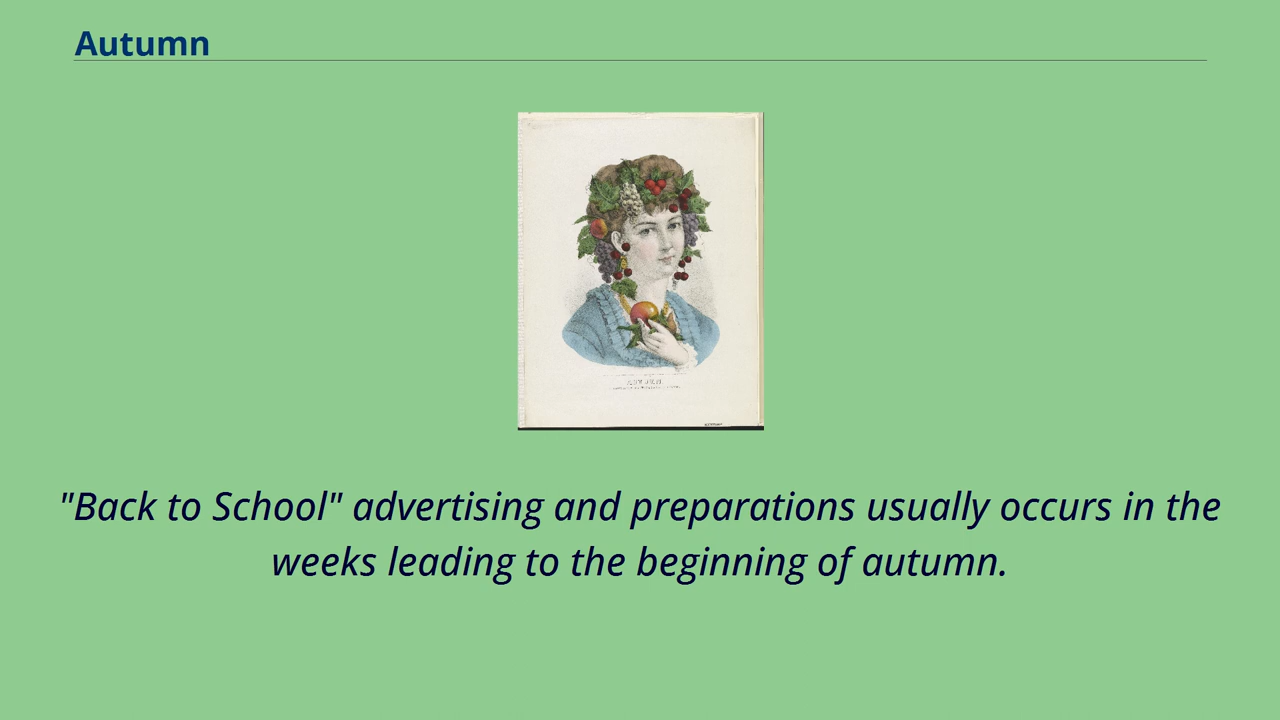 Autumn
"Back to School" advertising and preparations usually occurs in the
weeks leading to the beginning of autumn.